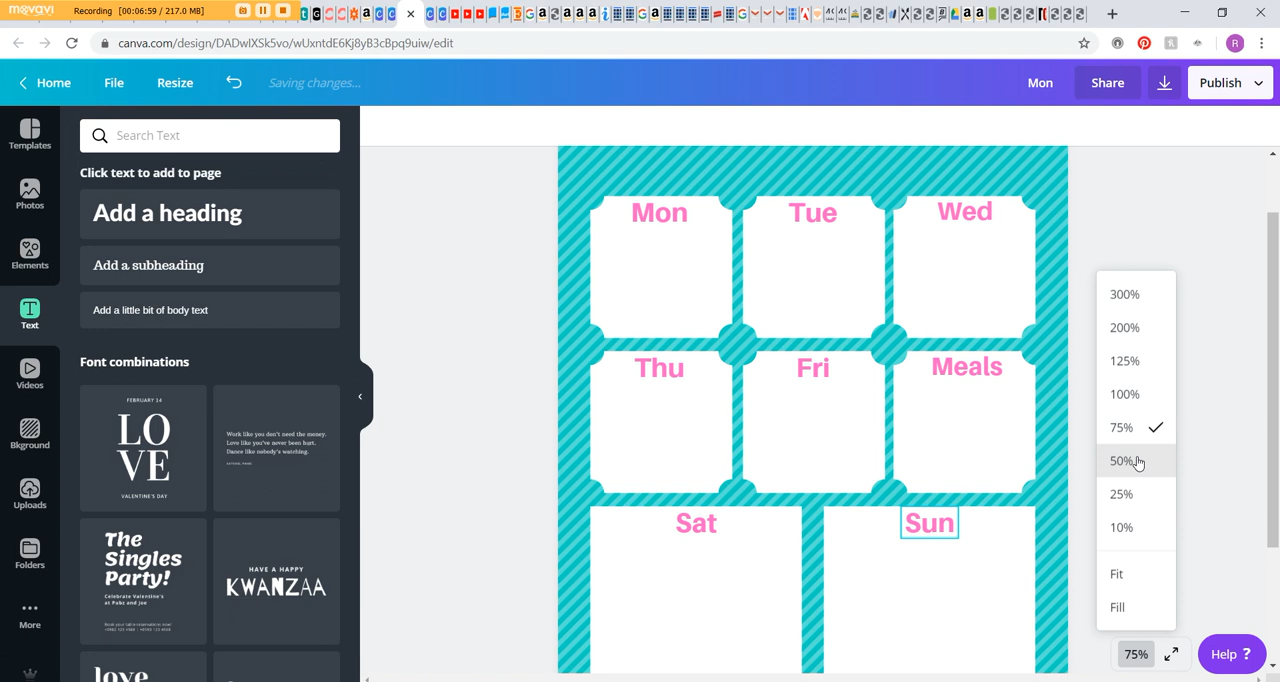 movavi
Recording [00:06:59 / 217.0 MB]
canva.com/design/DADwIXSk5vo/wUxntdE6Kj8yB3cBpq9uiw/edit
R
Home
File
Resize
Saving changes...
Mon
Share
Publish
Templates
Photos
Elements
Text
Videos
Bkground
Uploads
Folders
More
Search Text
Click text to add to page
Add a heading
Add a subheading
Add a little bit of body text
Font combinations
FEBRUARY 14
LO
VE
VALENTINE'S DAY
Work like you don't need the money.
Love like you've never been hurt.
Dance like nobody's watching.
The
Singles
Party!
Celebrate Valentine's
at Pubz and Joe
HAVE A HAPPY
KWANZAA
love
Mon
Tue
Wed
Thu
Fri
Meals
Sat
Sun
300%
200%
125%
100%
75%
50%
25%
10%
Fit
Fill
75%
Help ?